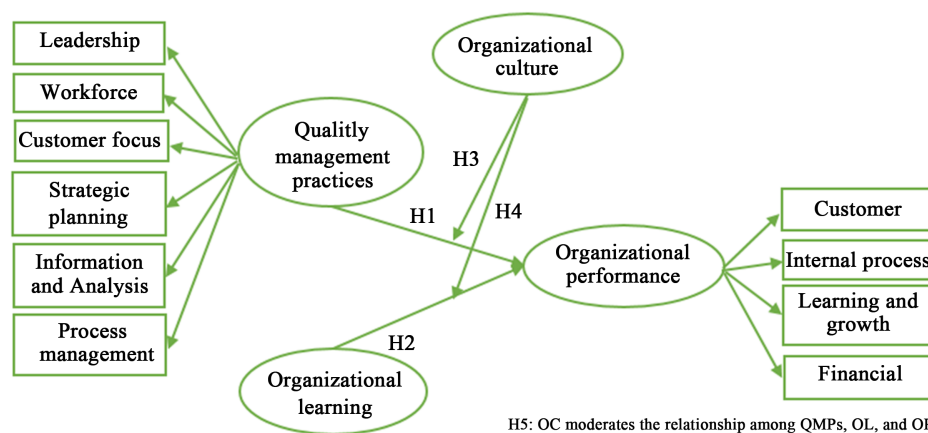 Leadership
Workforce
Customer focus
Strategic
planning
Information
and Analysis
Process
management
Qualitly
management
practices
Organizational
culture
H3
H4
H1
H2
Organizational
learning
Organizational
performance
Customer
Internal process
Learning and
growth
Financial
H5: OC moderates the relationship among QMPs, OL, and OP